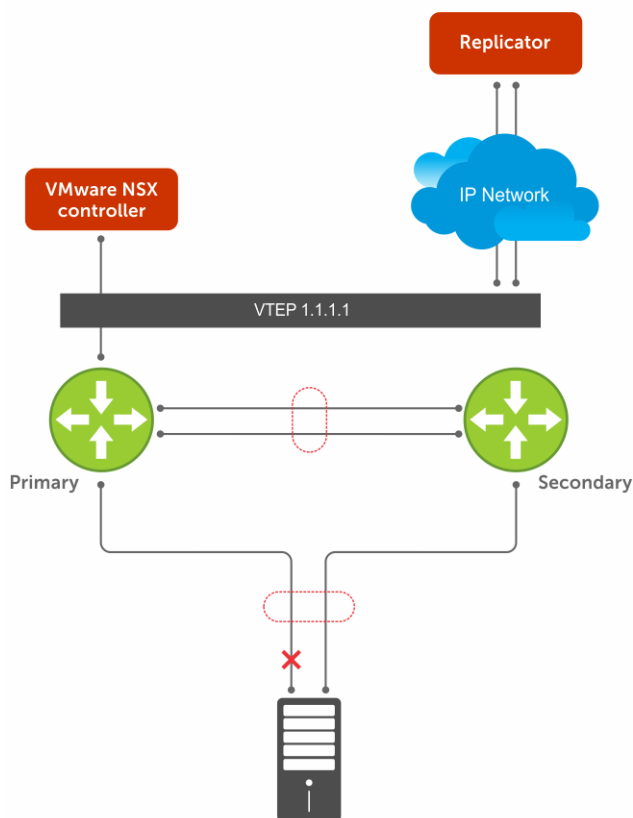 Replicator
IP Network
VMware NSX
controller
VTEP 1.1.1.1
Primary
Secondary